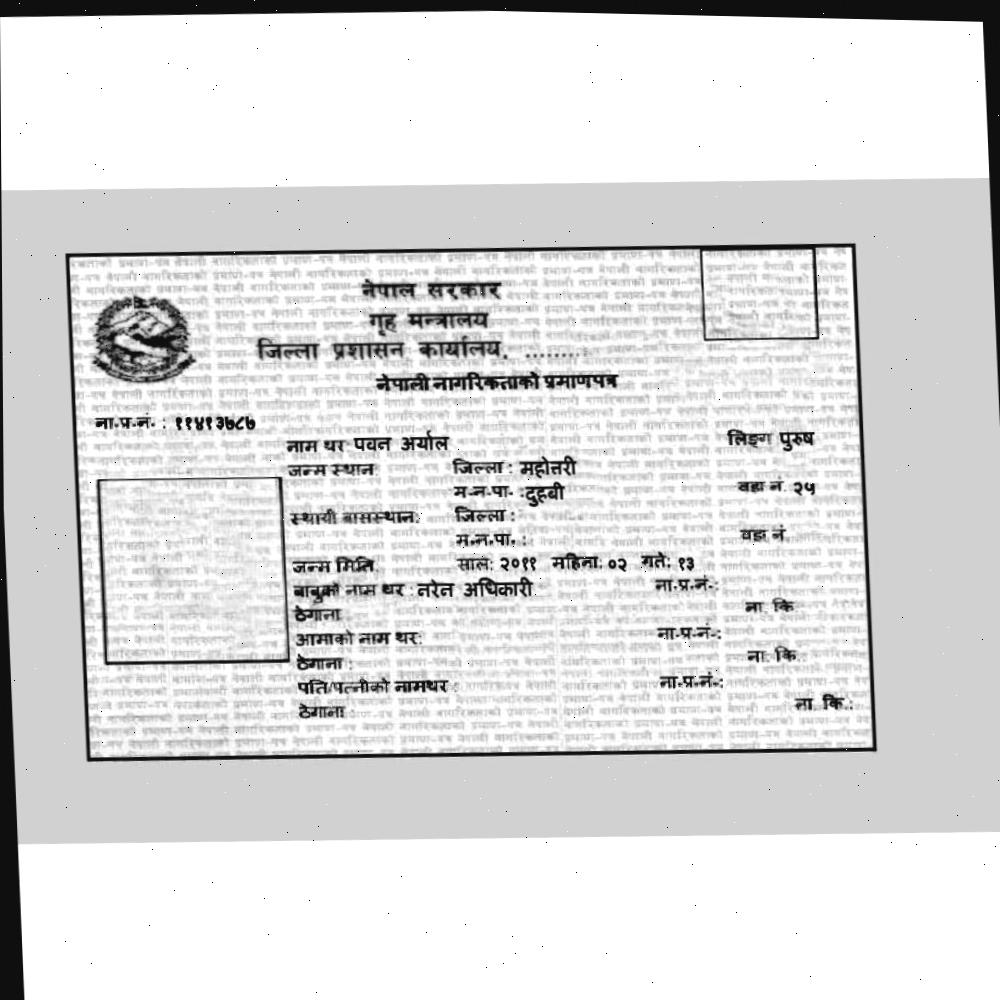 नेपाल सरकार
गृह मन्त्रालय
जिल्ला प्रशासन कार्यालय, ........
नेपाली नागरिकताको प्रमाणपत्र
ना.प्र.नं. : ११४१३७८७
नाम थर: पवन अर्याल लिङ्ग पुरुष
जन्म स्थान: जिल्ला : महोत्तरी
म.न.पा. : दुहबी वडा नं. २५
स्थायी बासस्थान: जिल्ला :
म.न.पा. : वडा नं.
जन्म मिति: साल: २०११ महिना: ०२ गते: १३
बाबुको नाम थर : नरेन अधिकारी ना.प्र.नं.:
ठेगाना: ना. कि.
आमाको नाम थर: ना.प्र.नं.:
ठेगाना : ना. कि.:
पति/पत्नीको नामथर : ना.प्र.नं.:
ठेगाना : ना. कि.: